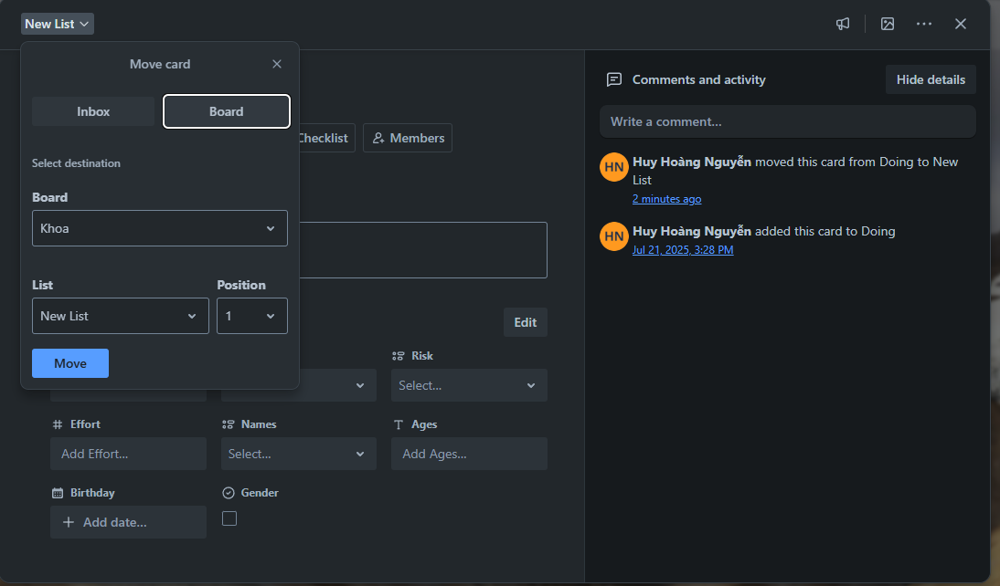 New List
Move card
Inbox
Board
Select destination
Board
Khoa
List
Position
New List
1
Move
Checklist
Members
Edit
Risk
Select...
Effort
Names
Ages
Add Effort...
Select...
Add Ages...
Birthday
Gender
Add date...
Comments and activity
Hide details
Write a comment...
HN
Huy Hoàng Nguyễn moved this card from Doing to New
List
2 minutes ago
HN
Huy Hoàng Nguyễn added this card to Doing
Jul 21, 2025, 3:28 PM